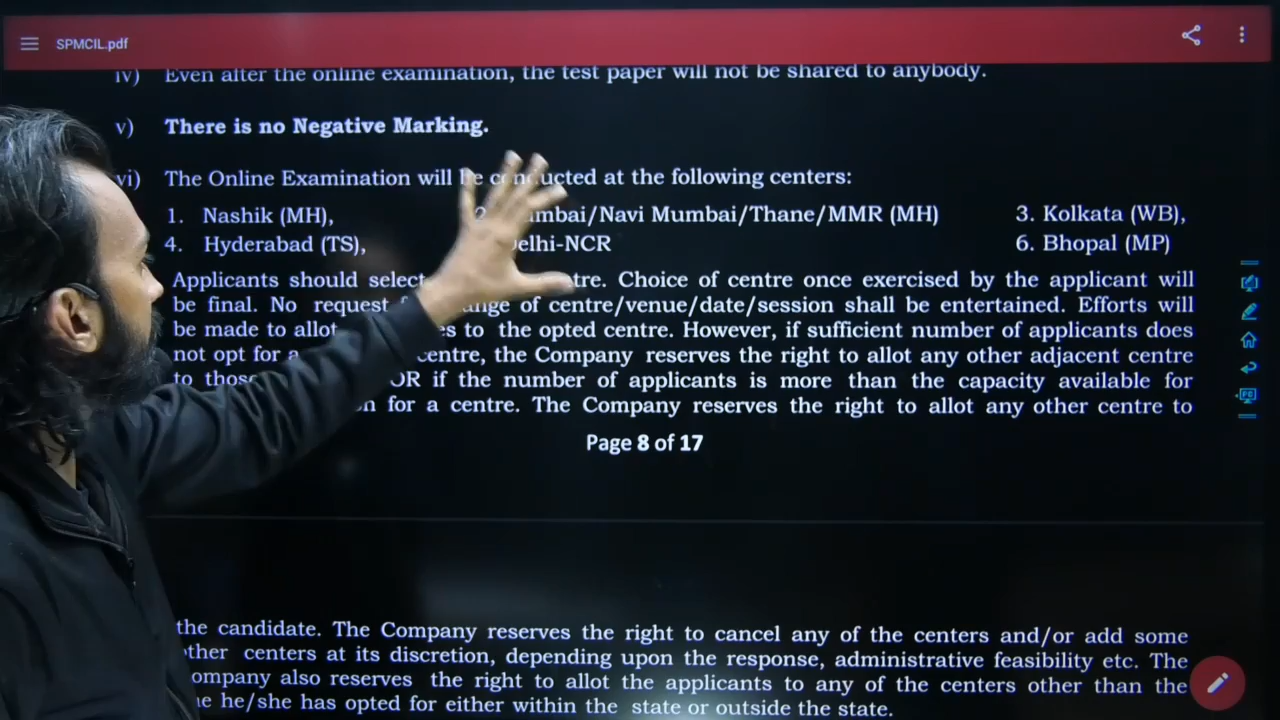 SPMCIL.pdf
iv) Even after the online examination, the test paper will not be shared to anybody.
v) There is no Negative Marking.
vi) The Online Examination will be conducted at the following centers:
1. Nashik (MH), 2. Mumbai/Navi Mumbai/Thane/MMR (MH) 3. Kolkata (WB),
4. Hyderabad (TS), Delhi-NCR 6. Bhopal (MP)
Applicants should select centre. Choice of centre once exercised by the applicant will
be final. No request change of centre/venue/date/session shall be entertained. Efforts will
be made to allot to the opted centre. However, if sufficient number of applicants does
not opt for a centre, the Company reserves the right to allot any other adjacent centre
to those OR if the number of applicants is more than the capacity available for
for a centre. The Company reserves the right to allot any other centre to
Page 8 of 17
the candidate. The Company reserves the right to cancel any of the centers and/or add some
other centers at its discretion, depending upon the response, administrative feasibility etc. The
Company also reserves the right to allot the applicants to any of the centers other than the
he/she has opted for either within the state or outside the state.